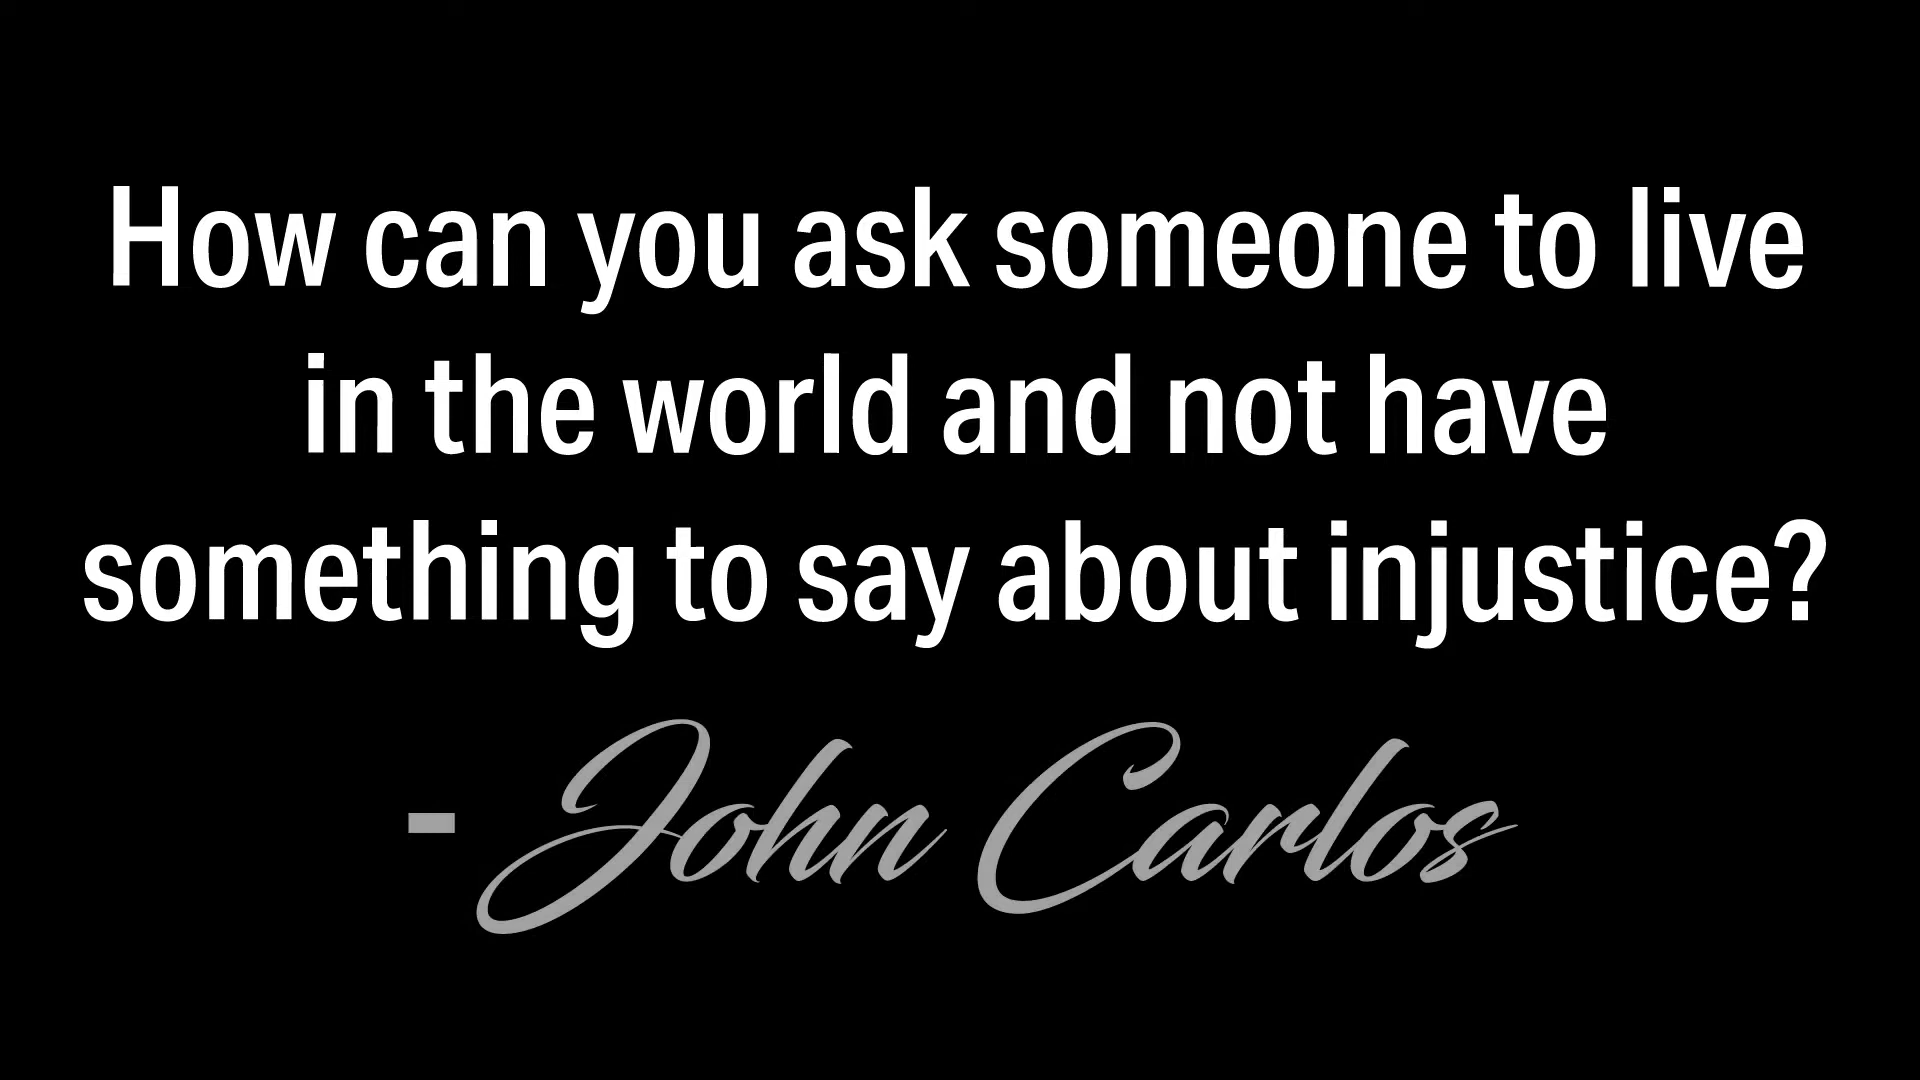 How can you ask someone to live
in the world and not have
something to say about injustice?
- John Carlos